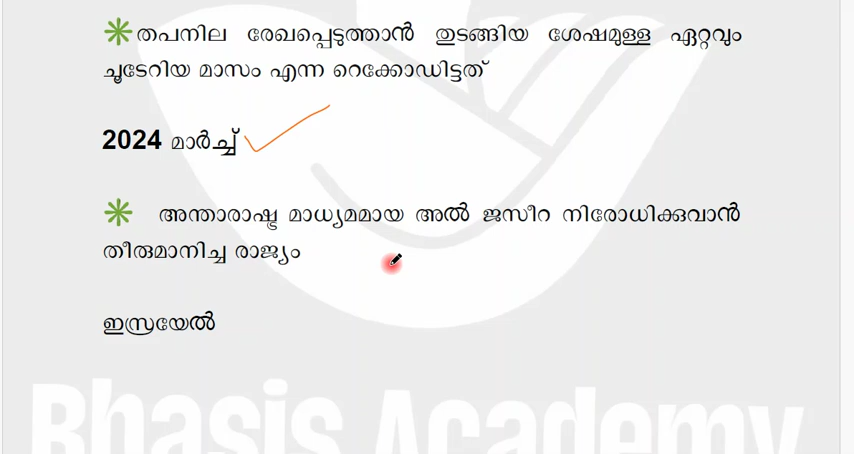 തപനില രേഖപ്പെടുത്താൻ തുടങ്ങിയ ശേഷമുള്ള ഏറ്റവും
ചൂടേറിയ മാസം എന്ന റെക്കോഡിട്ടത്
2024 മാർച്ച്
അന്താരാഷ്ട്ര മാധ്യമമായ അൽ ജസീറ നിരോധിക്കുവാൻ
തീരുമാനിച്ച രാജ്യം
ഇസ്രയേൽ
Bhasis Academy